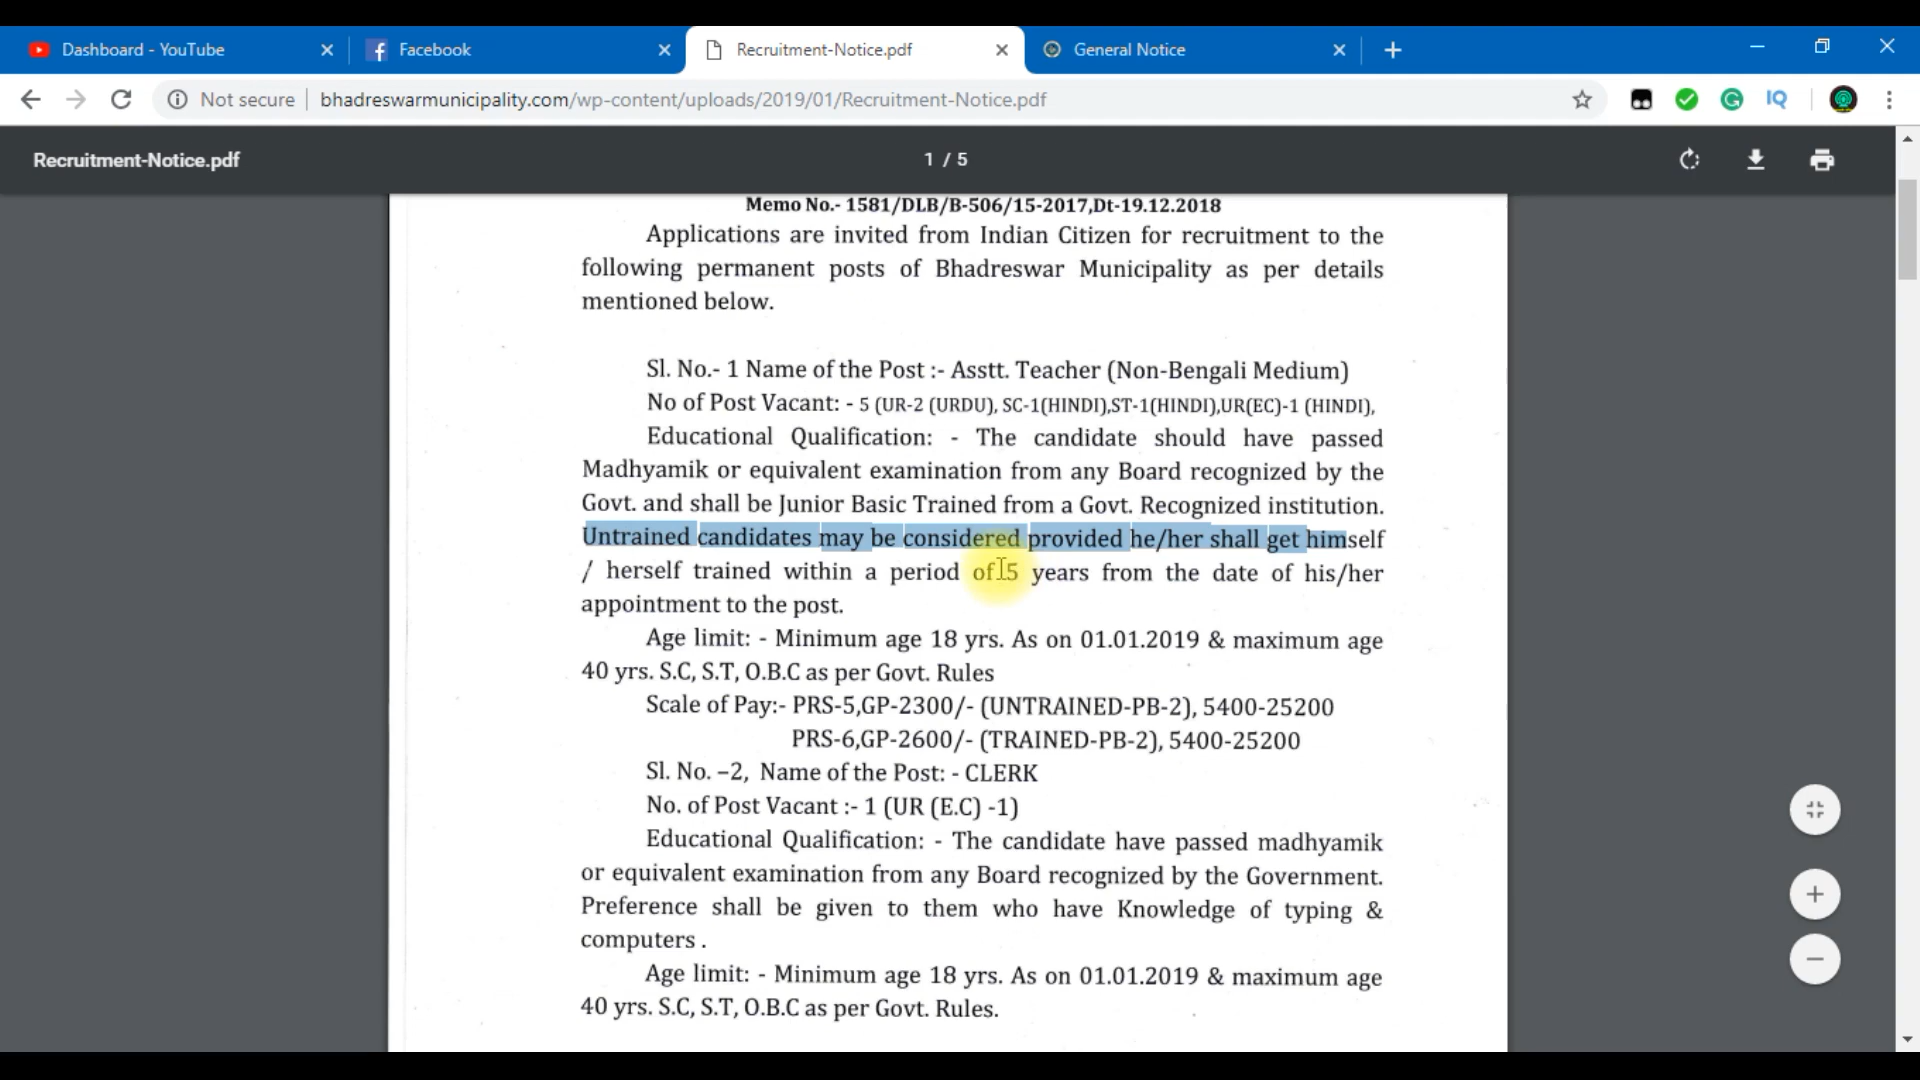 Dashboard - YouTube
Facebook
Recruitment-Notice.pdf
General Notice
Not secure
bhadreswarmunicipality.com/wp-content/uploads/2019/01/Recruitment-Notice.pdf
IQ
Recruitment-Notice.pdf
1 / 5
Memo No.- 1581/DLB/B-506/15-2017,Dt-19.12.2018
Applications are invited from Indian Citizen for recruitment to the
following permanent posts of Bhadreswar Municipality as per details
mentioned below.
Sl. No.- 1 Name of the Post :- Asstt. Teacher (Non-Bengali Medium)
No of Post Vacant: - 5 (UR-2 (URDU), SC-1(HINDI),ST-1(HINDI),UR(EC)-1 (HINDI),
Educational Qualification: - The candidate should have passed
Madhyamik or equivalent examination from any Board recognized by the
Govt. and shall be Junior Basic Trained from a Govt. Recognized institution.
Untrained candidates may be considered provided he/her shall get himself
/ herself trained within a period of 5 years from the date of his/her
appointment to the post.
Age limit: - Minimum age 18 yrs. As on 01.01.2019 & maximum age
40 yrs. S.C, S.T, O.B.C as per Govt. Rules
Scale of Pay:- PRS-5,GP-2300/- (UNTRAINED-PB-2), 5400-25200
PRS-6,GP-2600/- (TRAINED-PB-2), 5400-25200
Sl. No. –2, Name of the Post: - CLERK
No. of Post Vacant :- 1 (UR (E.C) -1)
Educational Qualification: - The candidate have passed madhyamik
or equivalent examination from any Board recognized by the Government.
Preference shall be given to them who have Knowledge of typing &
computers .
Age limit: - Minimum age 18 yrs. As on 01.01.2019 & maximum age
40 yrs. S.C, S.T, O.B.C as per Govt. Rules.